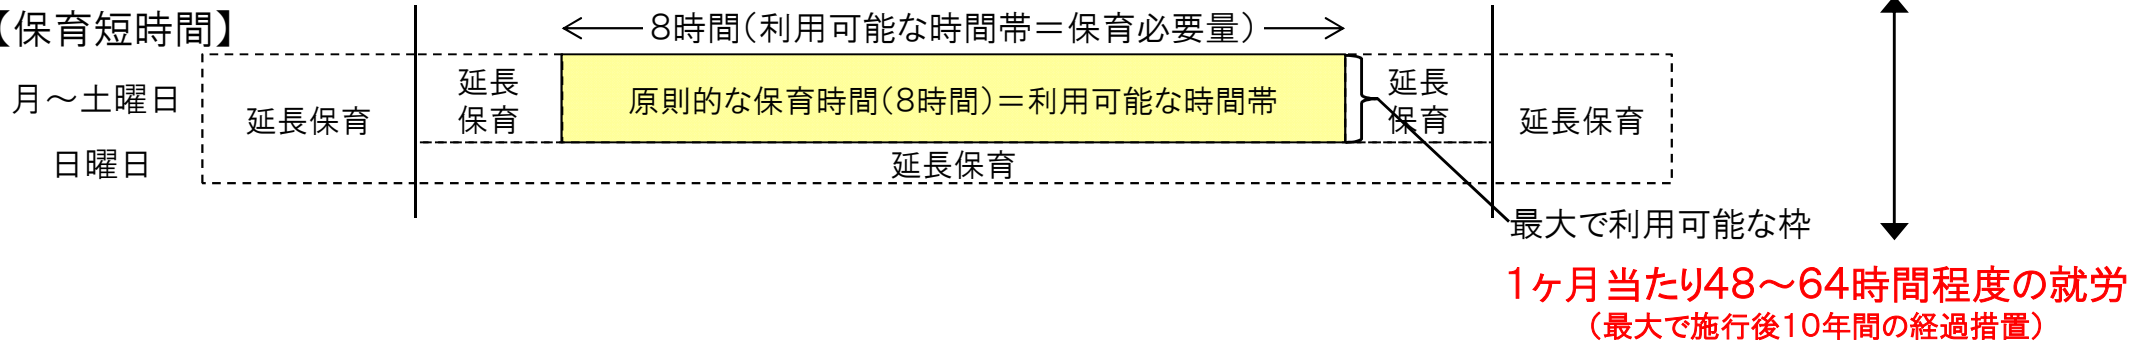 【保育短時間】
8時間(利用可能な時間帯=保育必要量)
月～土曜日
延長保育
延長
保育
原則的な保育時間(8時間)=利用可能な時間帯
延長
保育
延長保育
日曜日
延長保育
最大で利用可能な枠
1ヶ月当たり48～64時間程度の就労
(最大で施行後10年間の経過措置)